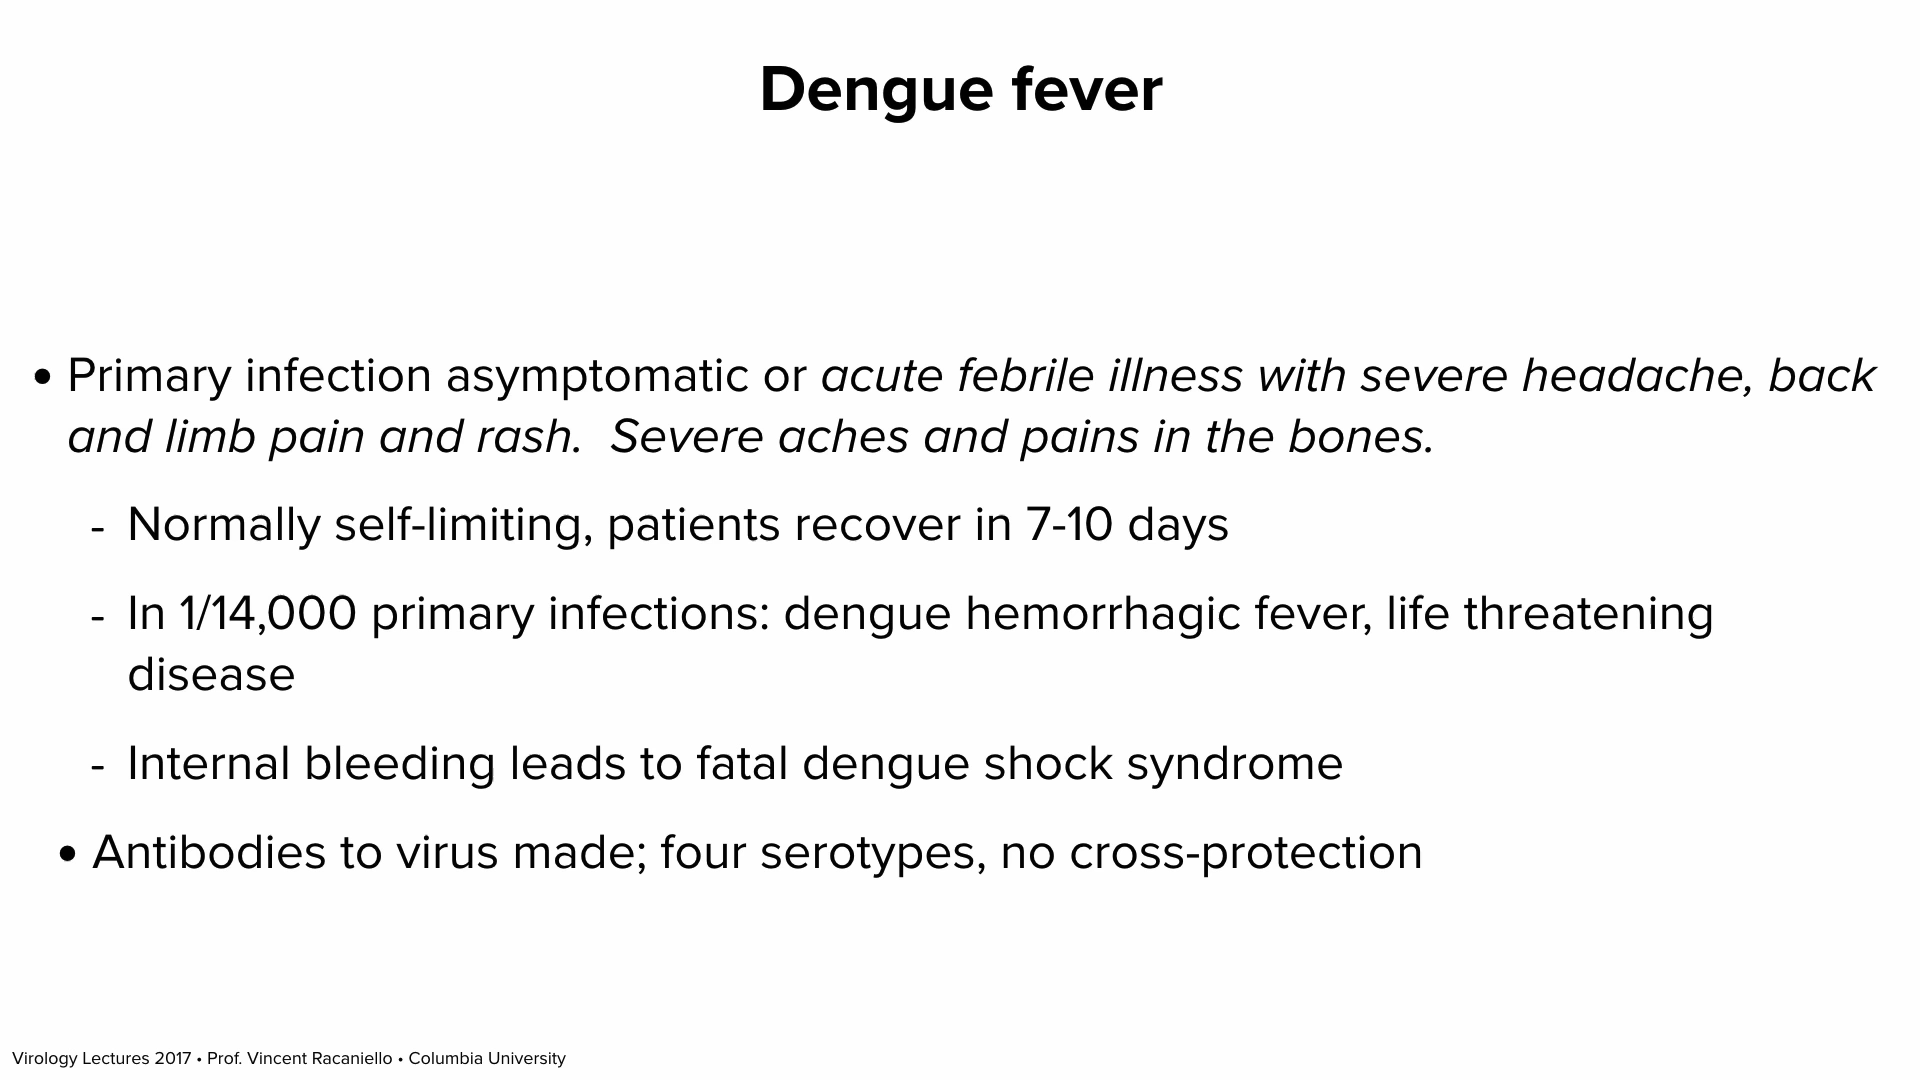 Dengue fever
• Primary infection asymptomatic or acute febrile illness with severe headache, back
and limb pain and rash.  Severe aches and pains in the bones.
- Normally self-limiting, patients recover in 7-10 days
- In 1/14,000 primary infections: dengue hemorrhagic fever, life threatening
disease
- Internal bleeding leads to fatal dengue shock syndrome
• Antibodies to virus made; four serotypes, no cross-protection
Virology Lectures 2017 • Prof. Vincent Racaniello • Columbia University